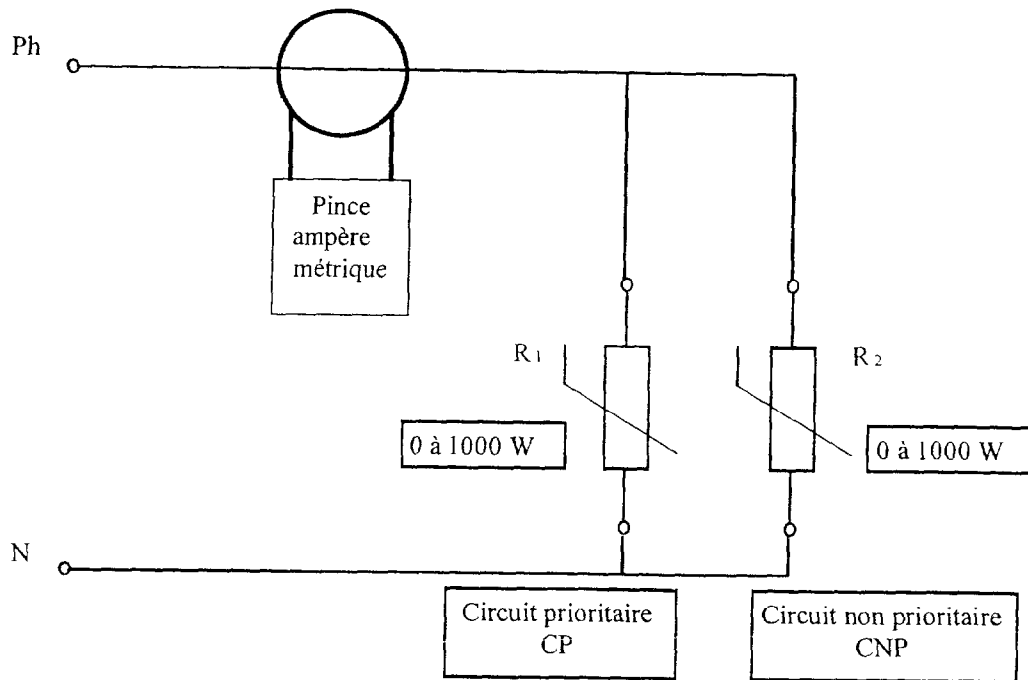 Ph
Pince
ampère
métrique
R1
R2
0 à 1000 W
0 à 1000 W
N
Circuit prioritaire
CP
Circuit non prioritaire
CNP